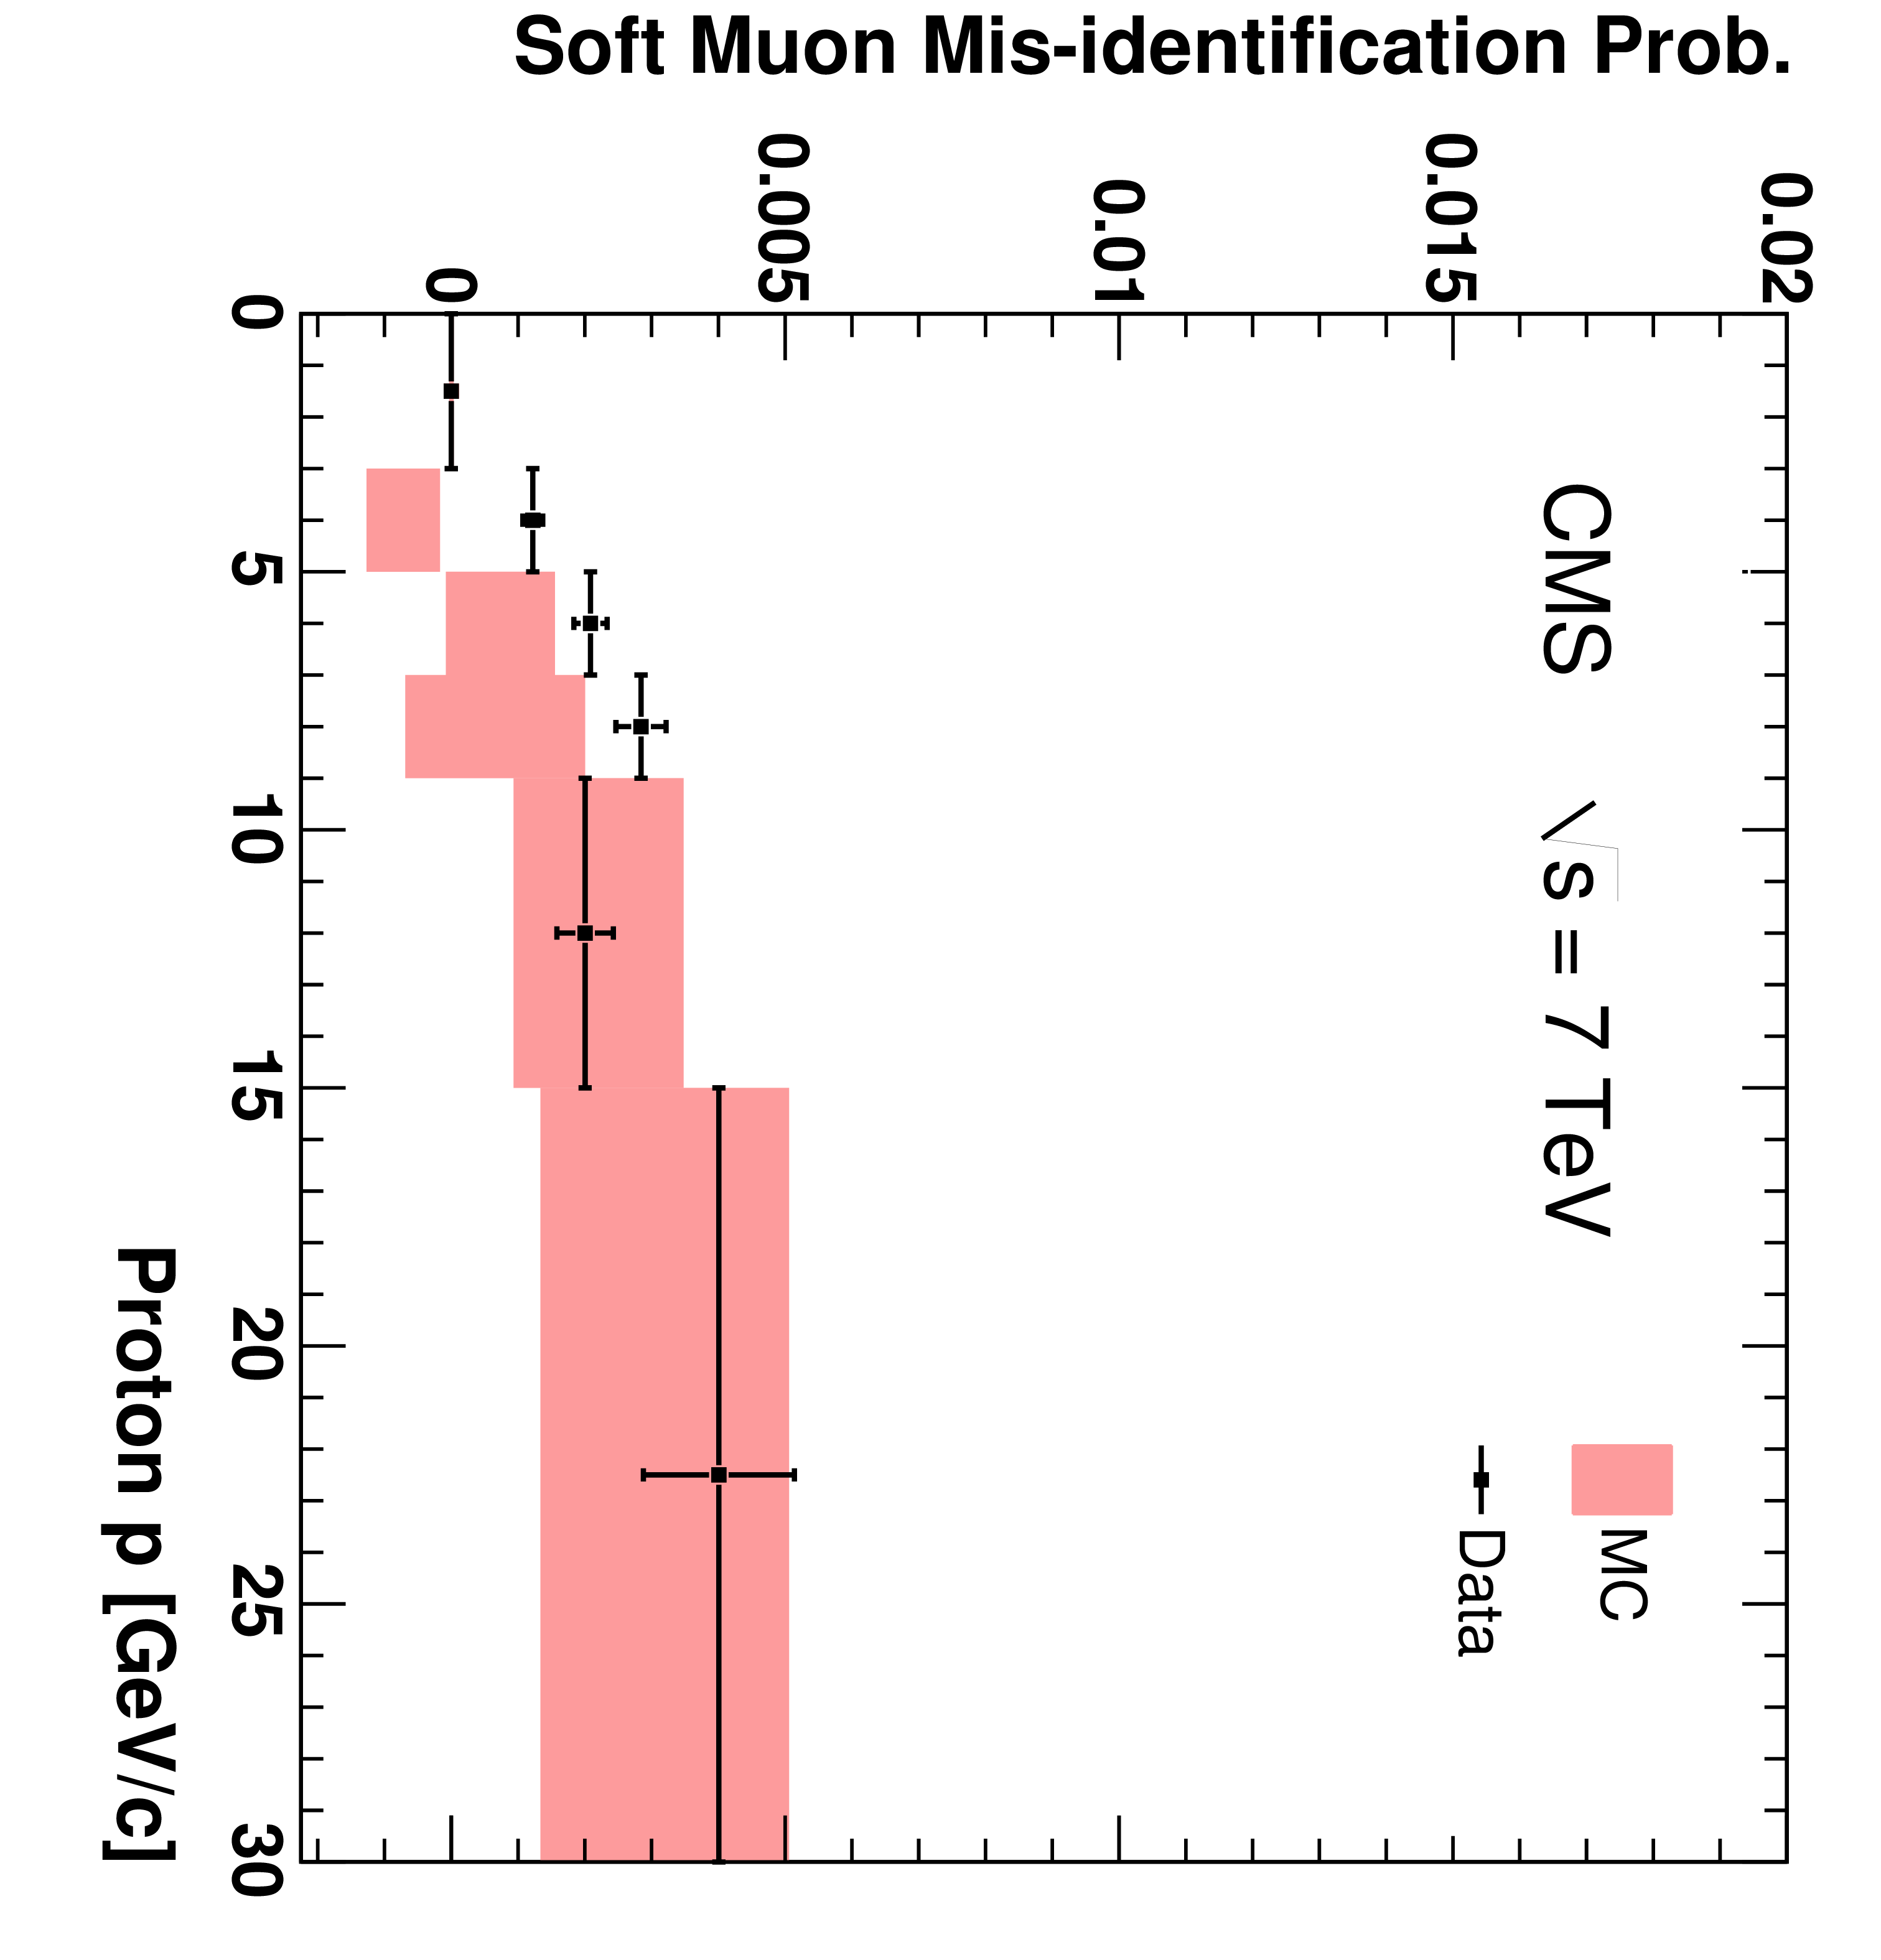 Soft Muon Mis-identification Prob.
0.02
0.015
0.01
0.005
0
CMS √s = 7 TeV
MC
Data
0 5 10 15 20 25 30
Proton p [GeV//c]